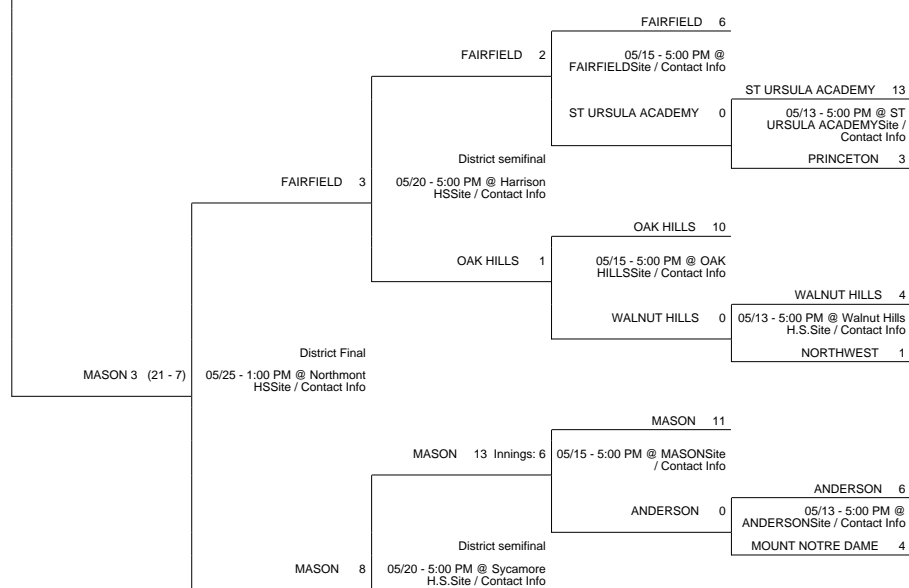 FAIRFIELD 6
FAIRFIELD 2
05/15 - 5:00 PM @
FAIRFIELDSite / Contact Info
ST URSULA ACADEMY 13
ST URSULA ACADEMY 0
05/13 - 5:00 PM @ ST
URSULA ACADEMYSite /
Contact Info
PRINCETON 3
District semifinal
FAIRFIELD 3
05/20 - 5:00 PM @ Harrison
HSSite / Contact Info
OAK HILLS 10
OAK HILLS 1
05/15 - 5:00 PM @ OAK
HILLSSite / Contact Info
WALNUT HILLS 4
WALNUT HILLS 0
05/13 - 5:00 PM @ Walnut Hills
H.S.Site / Contact Info
NORTHWEST 1
District Final
MASON 3 (21 - 7)
05/25 - 1:00 PM @ Northmont
HSSite / Contact Info
MASON 11
MASON 13 Innings: 6
05/15 - 5:00 PM @ MASONSite
/ Contact Info
ANDERSON 6
ANDERSON 0
05/13 - 5:00 PM @
ANDERSONSite / Contact Info
MOUNT NOTRE DAME 4
District semifinal
MASON 8
05/20 - 5:00 PM @ Sycamore
H.S.Site / Contact Info